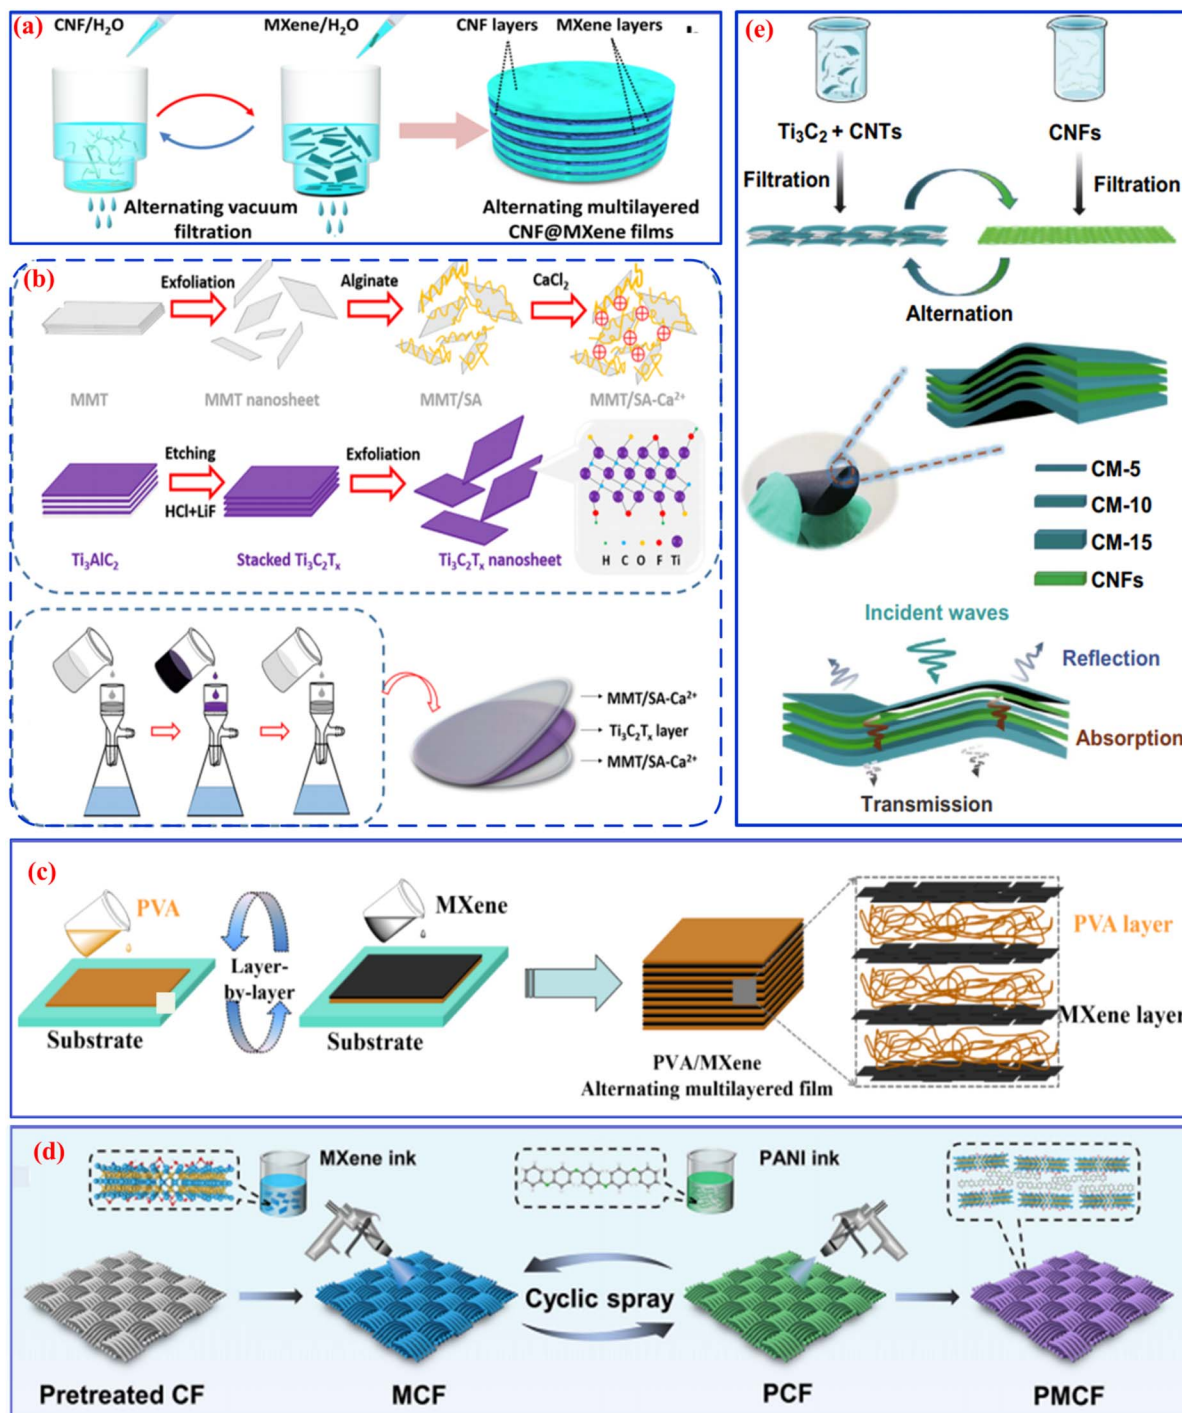 (a)
CNF/H₂O
MXene/H₂O
CNF layers
MXene layers
Alternating vacuum
filtration
Alternating multilayered
CNF@MXene films
(b)
Exfoliation
Alginate
CaCl₂
MMT
MMT nanosheet
MMT/SA
MMT/SA-Ca²⁺
Etching
HCl+LiF
Exfoliation
H C O F Ti
Ti₃AlC₂
Stacked Ti₃C₂Tₓ
Ti₃C₂Tₓ nanosheet
MMT/SA-Ca²⁺
Ti₃C₂Tₓ layer
MMT/SA-Ca²⁺
(e)
Ti₃C₂ + CNTs
CNFs
Filtration
Filtration
Alternation
CM-5
CM-10
CM-15
CNFs
Incident waves
Reflection
Absorption
Transmission
(c)
PVA
MXene
Layer-
by-layer
Substrate
Substrate
PVA/MXene
Alternating multilayered film
PVA layer
MXene layer
(d)
MXene ink
PANI ink
Cyclic spray
Pretreated CF
MCF
PCF
PMCF